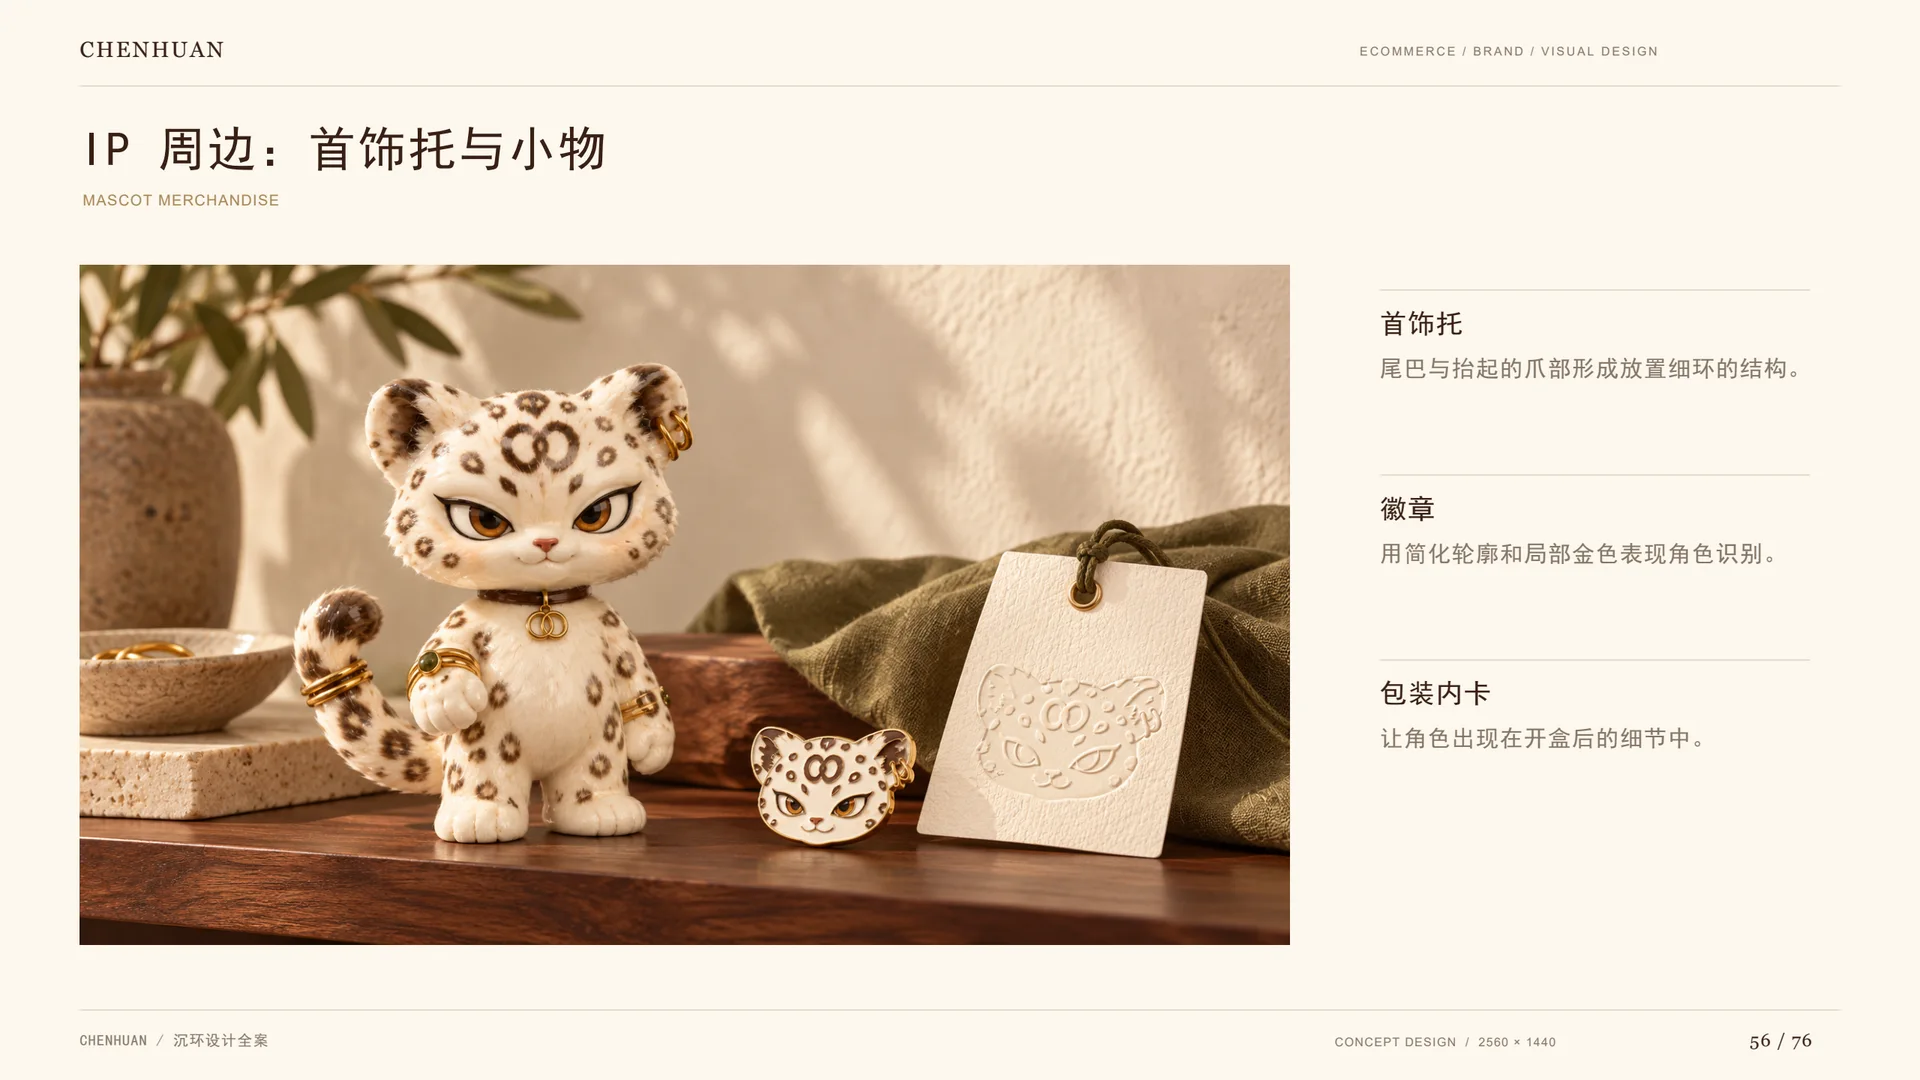 CHENHUAN
ECOMMERCE / BRAND / VISUAL DESIGN
IP 周边：首饰托与小物
MASCOT MERCHANDISE
首饰托
尾巴与抬起的爪部形成放置细环的结构。
徽章
用简化轮廓和局部金色表现角色识别。
包装内卡
让角色出现在开盒后的细节中。
CHENHUAN / 沉环设计全案
CONCEPT DESIGN / 2560 × 1440
56 / 76